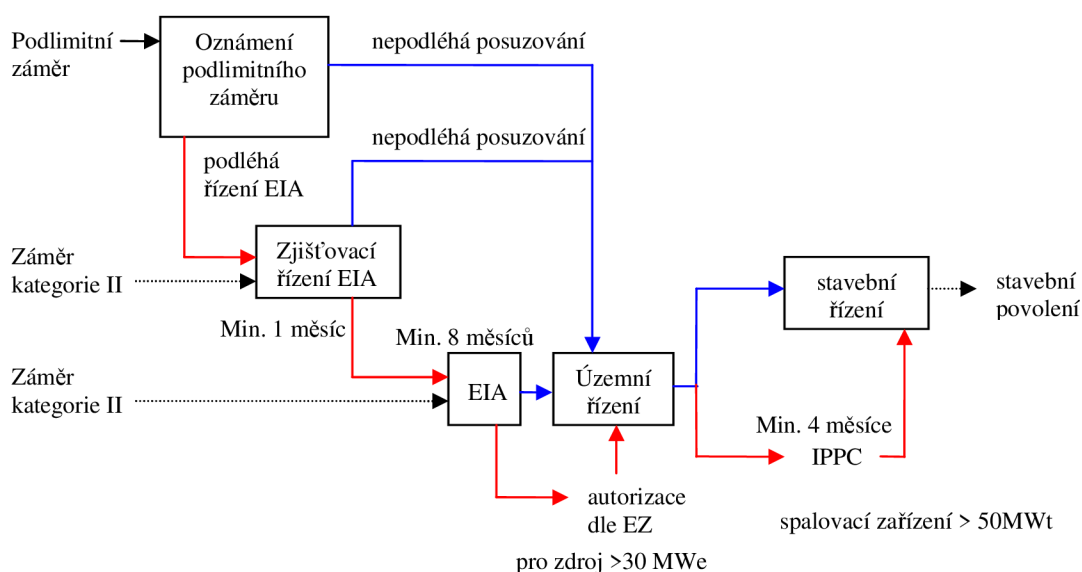 Podlimitní
záměr
Oznámení
podlimitního
záměru
nepodléhá posuzování
nepodléhá posuzování
podléhá
řízení EIA
Záměr
kategorie II
Zjišťovací
řízení EIA
stavební
řízení
stavební
povolení
Min. 1 měsíc
Min. 8 měsíců
Záměr
kategorie II
EIA
Územní
řízení
Min. 4 měsíce
IPPC
autorizace
dle EZ
pro zdroj >30 MWe
spalovací zařízení > 50MWt